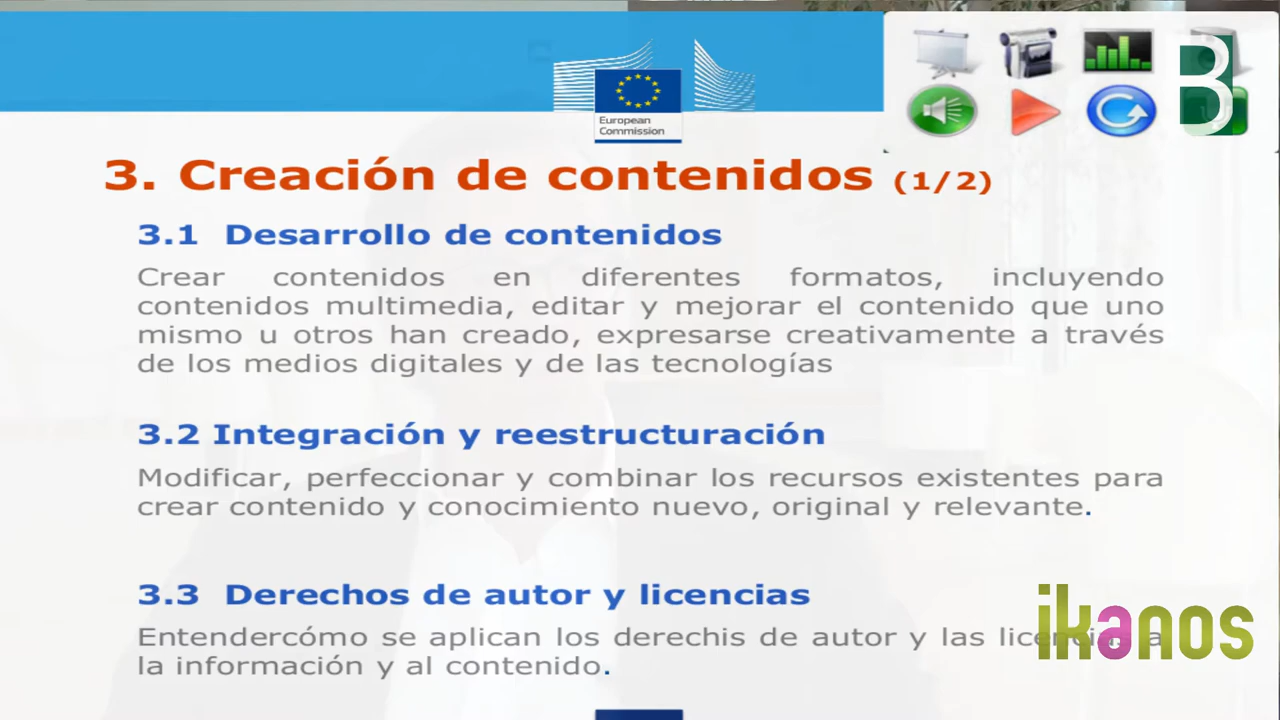 B
European
Commission
3. Creación de contenidos (1/2)
3.1 Desarrollo de contenidos
Crear contenidos en diferentes formatos, incluyendo
contenidos multimedia, editar y mejorar el contenido que uno
mismo u otros han creado, expresarse creativamente a través
de los medios digitales y de las tecnologías
3.2 Integración y reestructuración
Modificar, perfeccionar y combinar los recursos existentes para
crear contenido y conocimiento nuevo, original y relevante.
3.3 Derechos de autor y licencias
Entendercómo se aplican los derechis de autor y las licencias a
la información y al contenido.
ikanos